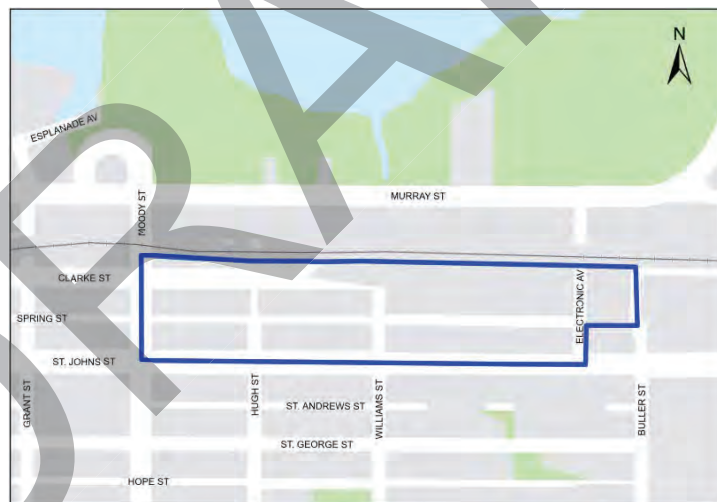 N
ESPLANADE AV
MURRAY ST
MOODY ST
CLARKE ST
ELECTRONIC AV
SPRING ST
ST. JOHNS ST
GRANT ST
HUGH ST
WILLIAMS ST
BULLER ST
ST. ANDREWS ST
ST. GEORGE ST
HOPE ST